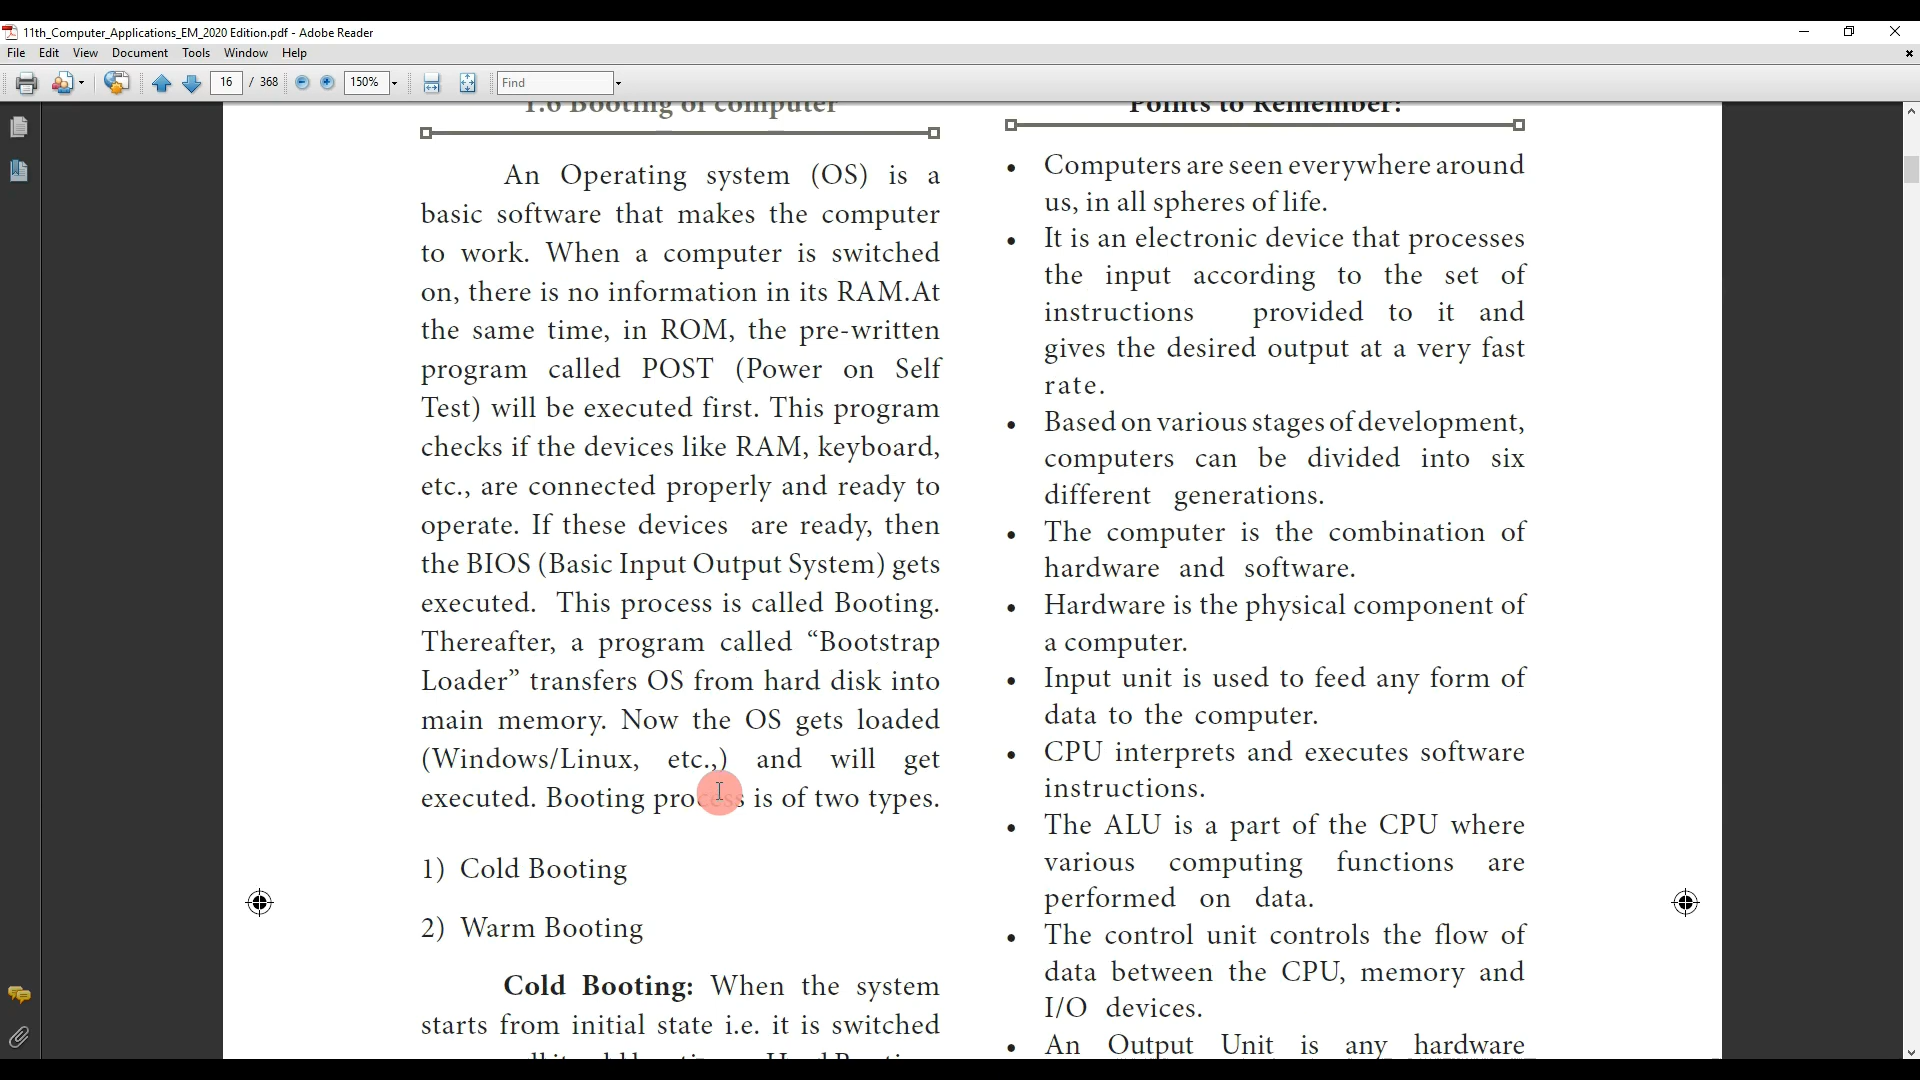 11th_Computer_Applications_EM_2020 Edition.pdf - Adobe Reader
File Edit View Document Tools Window Help
16 / 368 150% Find
1.6 Booting of computer
An Operating system (OS) is a
basic software that makes the computer
to work. When a computer is switched
on, there is no information in its RAM.At
the same time, in ROM, the pre-written
program called POST (Power on Self
Test) will be executed first. This program
checks if the devices like RAM, keyboard,
etc., are connected properly and ready to
operate. If these devices are ready, then
the BIOS (Basic Input Output System) gets
executed. This process is called Booting.
Thereafter, a program called “Bootstrap
Loader” transfers OS from hard disk into
main memory. Now the OS gets loaded
(Windows/Linux, etc.,) and will get
executed. Booting process is of two types.
1) Cold Booting
2) Warm Booting
Cold Booting: When the system
starts from initial state i.e. it is switched
Points to Remember:
• Computers are seen everywhere around
us, in all spheres of life.
• It is an electronic device that processes
the input according to the set of
instructions provided to it and
gives the desired output at a very fast
rate.
• Based on various stages of development,
computers can be divided into six
different generations.
• The computer is the combination of
hardware and software.
• Hardware is the physical component of
a computer.
• Input unit is used to feed any form of
data to the computer.
• CPU interprets and executes software
instructions.
• The ALU is a part of the CPU where
various computing functions are
performed on data.
• The control unit controls the flow of
data between the CPU, memory and
I/O devices.
• An Output Unit is any hardware